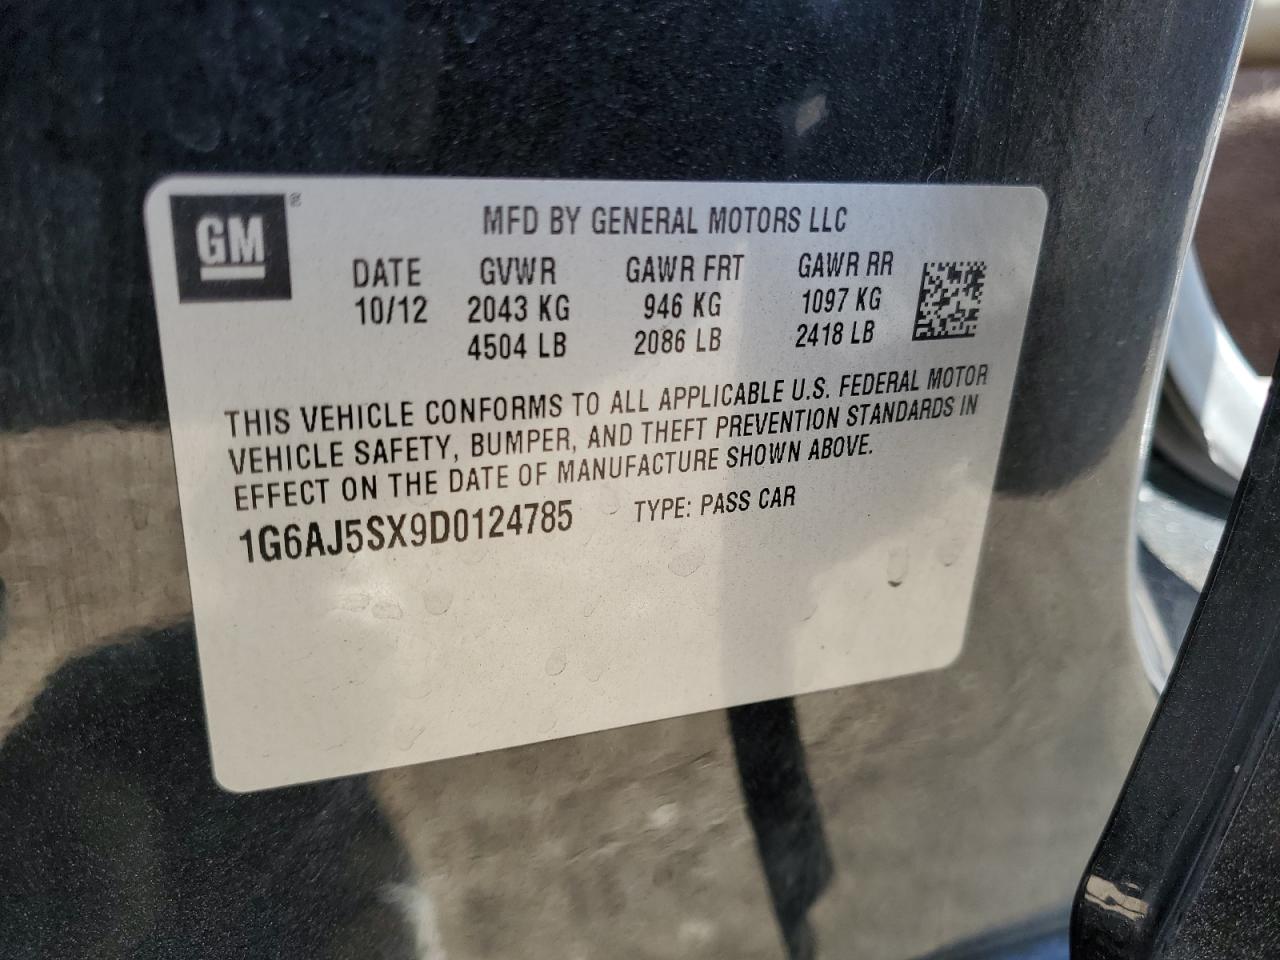 GM ®
MFD BY GENERAL MOTORS LLC
DATE GVWR GAWR FRT GAWR RR
10/12 2043 KG 946 KG 1097 KG
4504 LB 2086 LB 2418 LB
THIS VEHICLE CONFORMS TO ALL APPLICABLE U.S. FEDERAL MOTOR
VEHICLE SAFETY, BUMPER, AND THEFT PREVENTION STANDARDS IN
EFFECT ON THE DATE OF MANUFACTURE SHOWN ABOVE.
1G6AJ5SX9D0124785 TYPE: PASS CAR